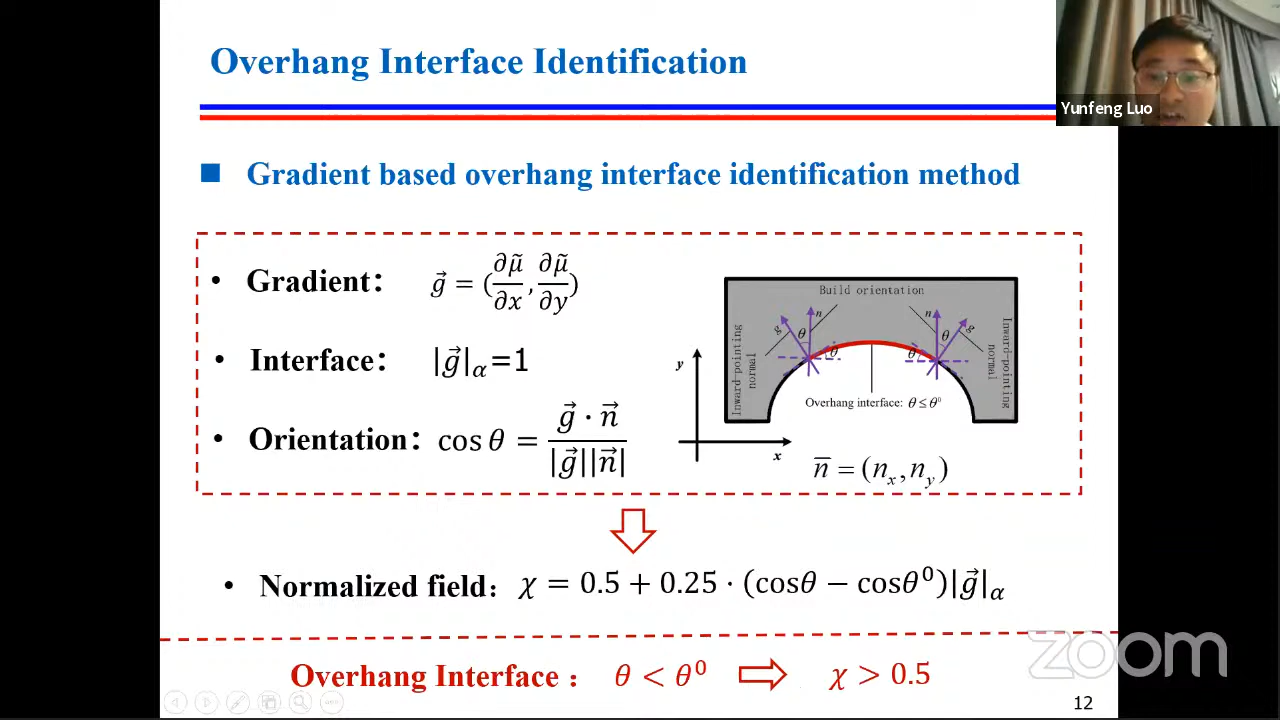 Overhang Interface Identification
Yunfeng Luo
■ Gradient based overhang interface identification method
• Gradient: g⃗ = (∂μ̃/∂x, ∂μ̃/∂y)
Build orientation
Inward-pointing normal
g
n
θ
θ
n
g
θ
θ
Inward-pointing normal
• Interface: |g⃗|α=1
y
Overhang interface: θ ≤ θ⁰
• Orientation: cos θ = g⃗ · n⃗ / |g⃗||n⃗|
x
n̅ = (nx, ny)
• Normalized field: χ = 0.5 + 0.25 · (cosθ − cosθ⁰)|g⃗|α
zoom
Overhang Interface : θ < θ⁰ ⇨ χ > 0.5
12